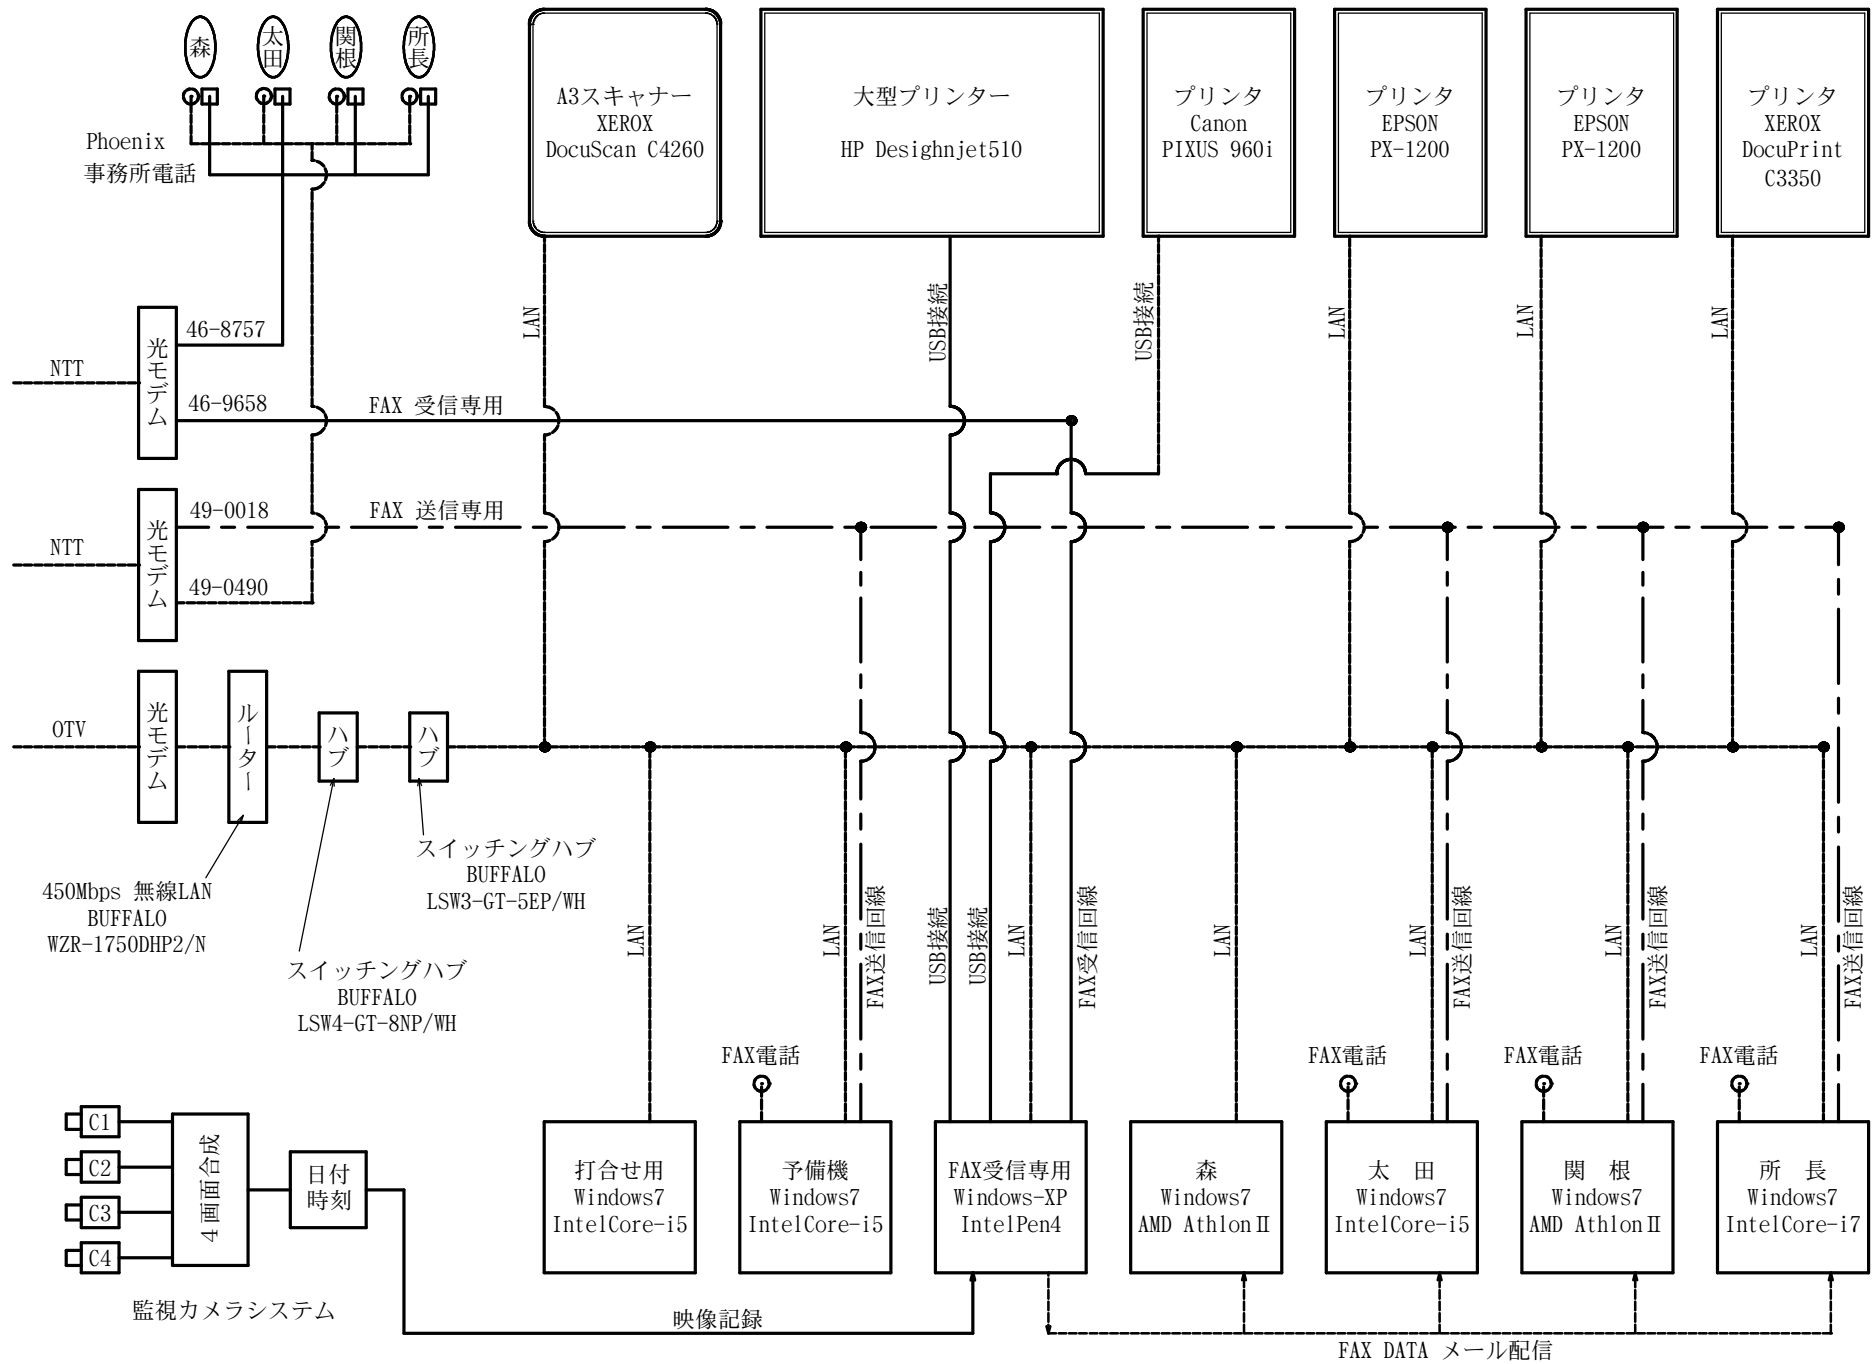 森
太田
関根
所長
Phoenix
事務所電話
A3スキャナー
XEROX
DocuScan C4260
大型プリンター
HP Desighnjet510
プリンタ
Canon
PIXUS 960i
プリンタ
EPSON
PX-1200
プリンタ
EPSON
PX-1200
プリンタ
XEROX
DocuPrint
C3350
LAN
USB接続
USB接続
LAN
LAN
LAN
NTT
光モデム
46-8757
46-9658
FAX 受信専用
NTT
光モデム
49-0018
FAX 送信専用
49-0490
OTV
光モデム
ルーター
ハブ
ハブ
450Mbps 無線LAN
BUFFALO
WZR-1750DHP2/N
スイッチングハブ
BUFFALO
LSW4-GT-8NP/WH
スイッチングハブ
BUFFALO
LSW3-GT-5EP/WH
LAN
LAN
FAX送信回線
USB接続
USB接続
LAN
FAX受信回線
LAN
LAN
FAX送信回線
LAN
FAX送信回線
LAN
FAX送信回線
FAX電話
FAX電話
FAX電話
FAX電話
C1
C2
C3
C4
4画面合成
日付
時刻
監視カメラシステム
打合せ用
Windows7
IntelCore-i5
予備機
Windows7
IntelCore-i5
FAX受信専用
Windows-XP
IntelPen4
森
Windows7
AMD AthlonⅡ
太 田
Windows7
IntelCore-i5
関 根
Windows7
AMD AthlonⅡ
所 長
Windows7
IntelCore-i7
映像記録
FAX DATA メール配信